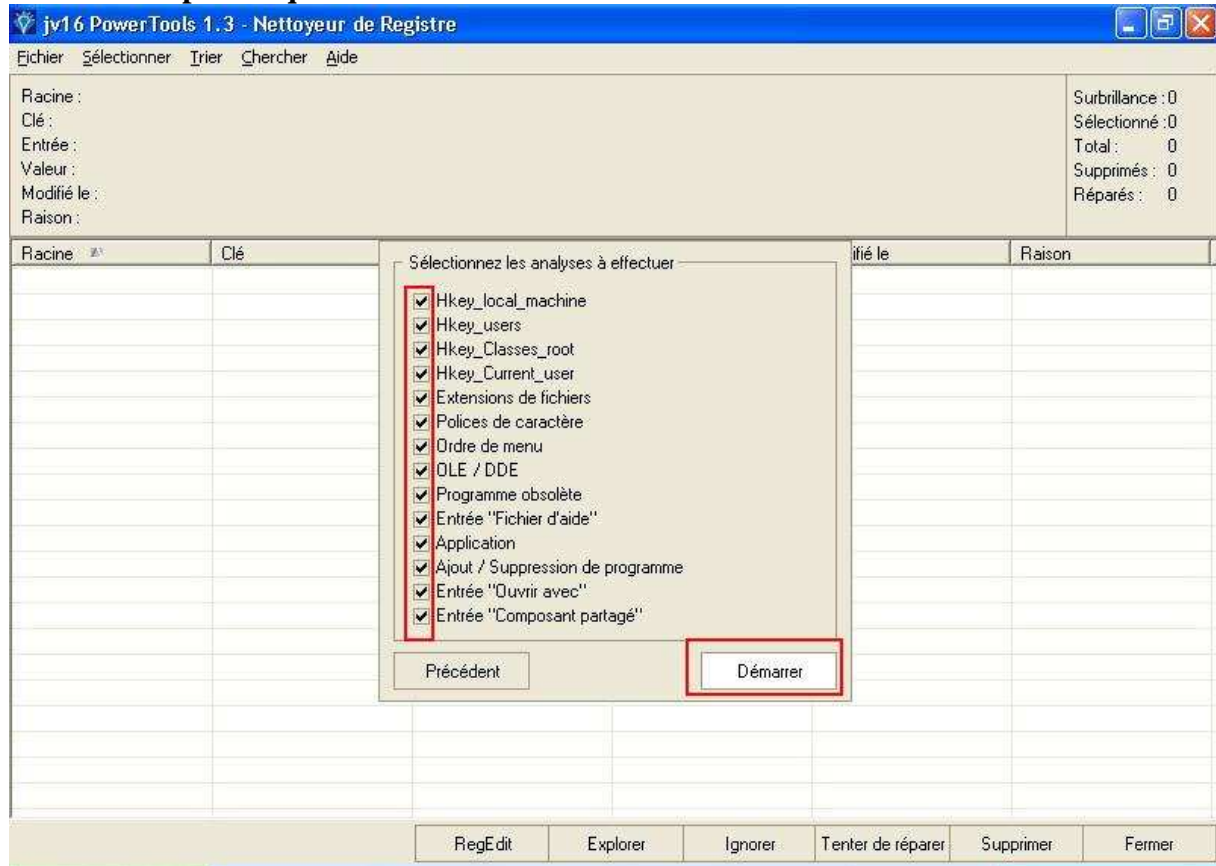 jv16 PowerTools 1.3 - Nettoyeur de Registre
Fichier Sélectionner Trier Chercher Aide
Racine :
Clé :
Entrée :
Valeur :
Modifié le :
Raison :
Surbrillance : 0
Sélectionné : 0
Total : 0
Supprimés : 0
Réparés : 0
Racine Clé ifié le Raison
Sélectionnez les analyses à effectuer
Hkey_local_machine
Hkey_users
Hkey_Classes_root
Hkey_Current_user
Extensions de fichiers
Polices de caractère
Ordre de menu
OLE / DDE
Programme obsolète
Entrée "Fichier d'aide"
Application
Ajout / Suppression de programme
Entrée "Ouvrir avec"
Entrée "Composant partagé"
Précédent Démarrer
RegEdit Explorer Ignorer Tenter de réparer Supprimer Fermer